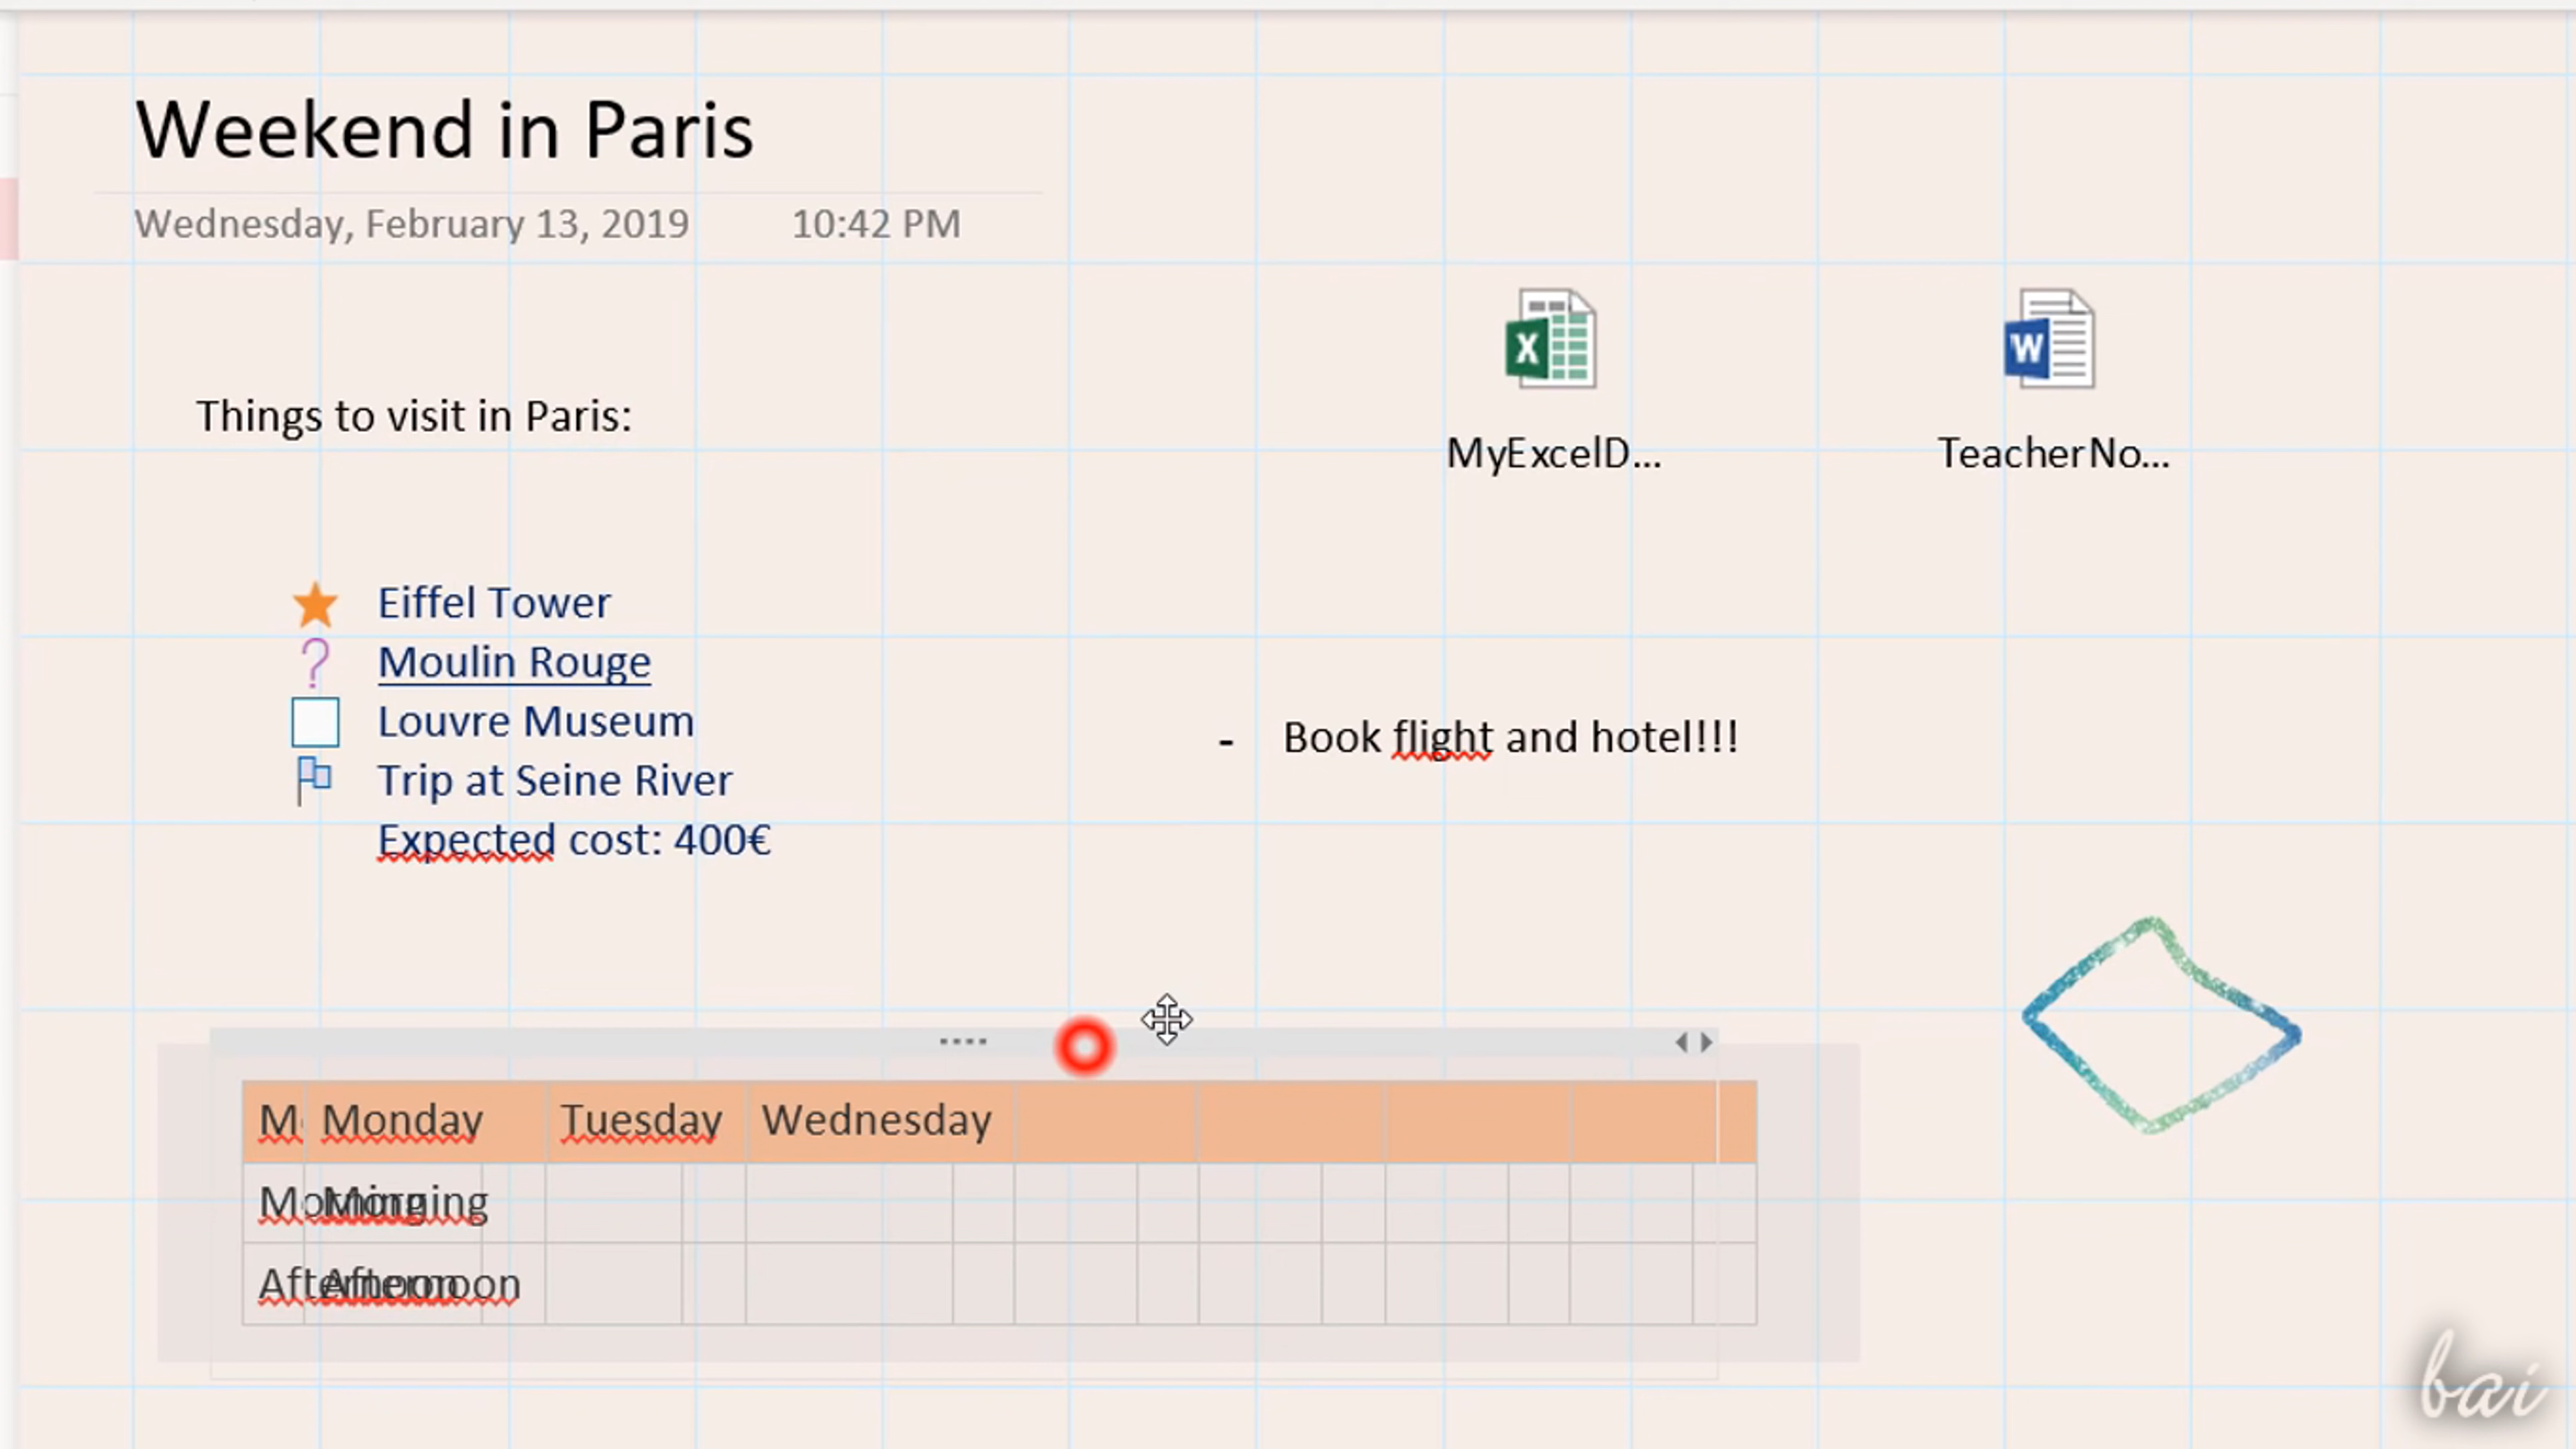 Weekend in Paris
Wednesday, February 13, 2019 10:42 PM
X
W
MyExcelD...
TeacherNo...
Things to visit in Paris:
Eiffel Tower
Moulin Rouge
Louvre Museum
Trip at Seine River
Expected cost: 400€
- Book flight and hotel!!!
Monday Tuesday Wednesday
Morning
Afternoon
bai